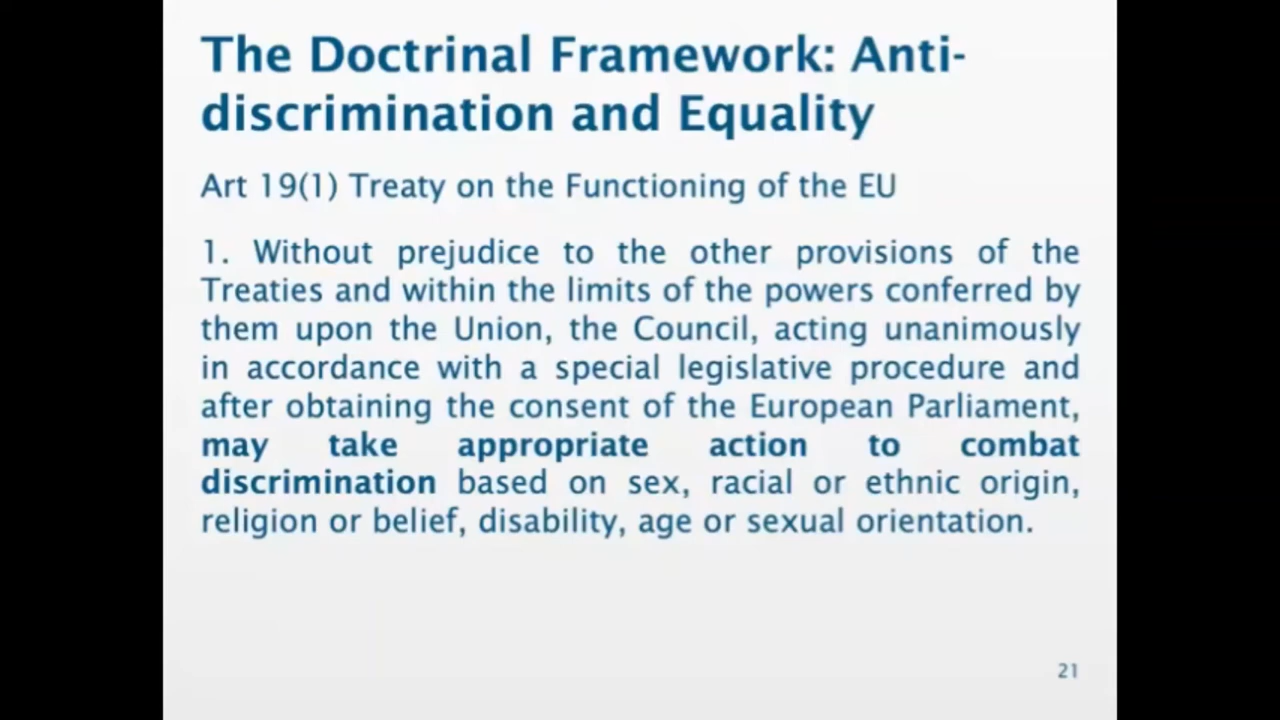 The Doctrinal Framework: Anti-
discrimination and Equality
Art 19(1) Treaty on the Functioning of the EU
1. Without prejudice to the other provisions of the
Treaties and within the limits of the powers conferred by
them upon the Union, the Council, acting unanimously
in accordance with a special legislative procedure and
after obtaining the consent of the European Parliament,
may take appropriate action to combat
discrimination based on sex, racial or ethnic origin,
religion or belief, disability, age or sexual orientation.
21